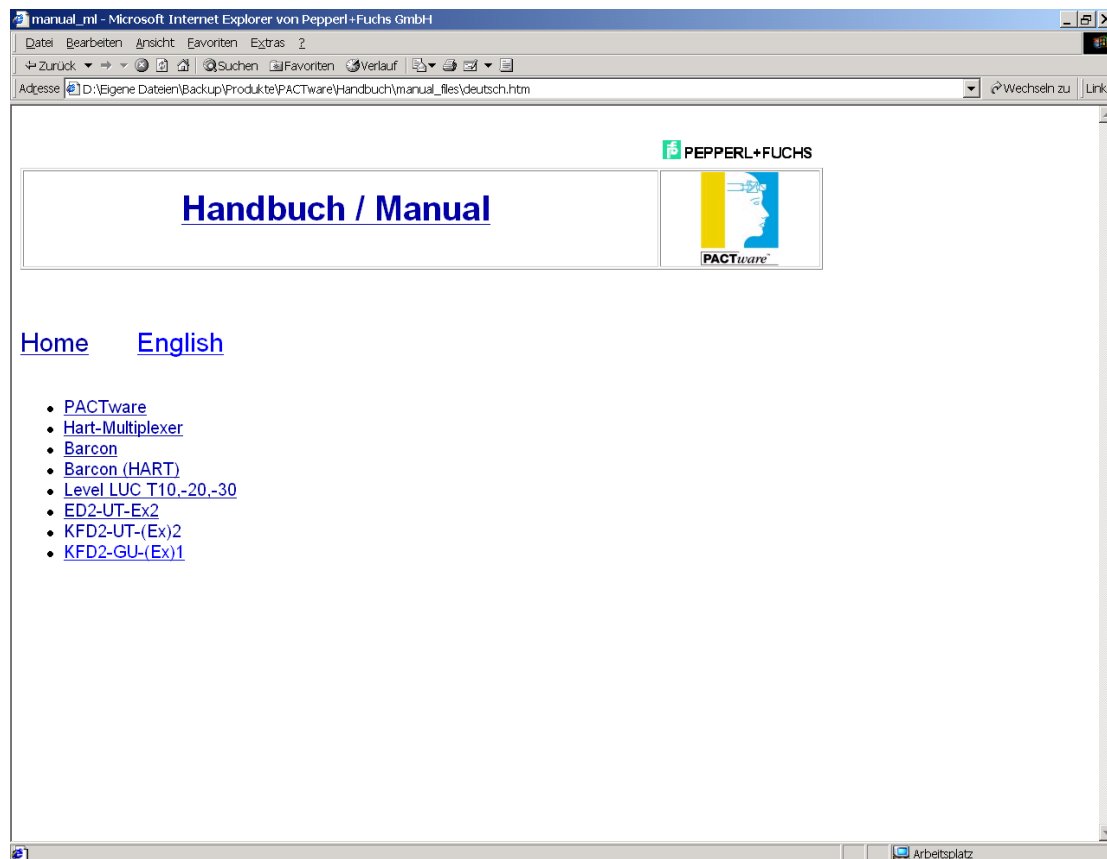 manual_ml - Microsoft Internet Explorer von Pepperl+Fuchs GmbH
Datei Bearbeiten Ansicht Favoriten Extras ?
Zurück Suchen Favoriten Verlauf
Adresse D:\Eigene Dateien\Backup\Produkte\PACTware\Handbuch\manual_files\deutsch.htm Wechseln zu Link
PEPPERL+FUCHS
Handbuch / Manual
PACTware™
Home English
PACTware
Hart-Multiplexer
Barcon
Barcon (HART)
Level LUC T10,-20,-30
ED2-UT-Ex2
KFD2-UT-(Ex)2
KFD2-GU-(Ex)1
Arbeitsplatz